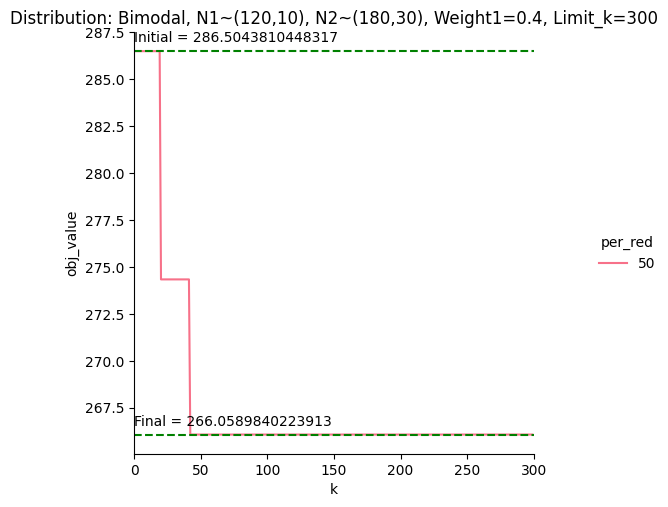 Distribution: Bimodal, N1~(120,10), N2~(180,30), Weight1=0.4, Limit_k=300
287.5
Initial = 286.5043810448317
285.0
282.5
280.0
277.5
275.0
272.5
270.0
267.5
obj_value
per_red
50
Final = 266.0589840223913
0 50 100 150 200 250 300
k